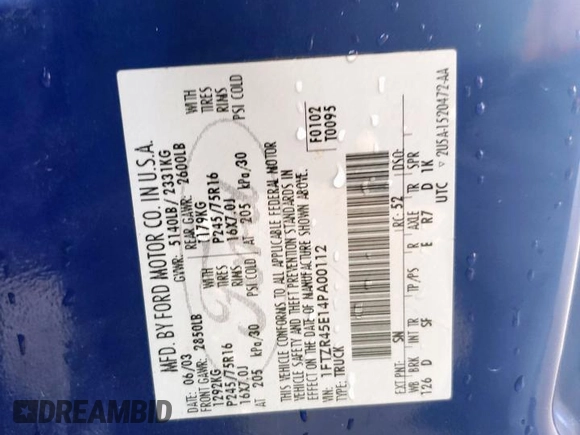 MFD. BY FORD MOTOR CO. IN U.S.A.
DATE: 06/03 GVWR: 5140LB/ 2331KG
FRONT GAWR: 2850LB REAR GAWR: 2600LB
1292KG WITH 1179KG WITH
P245/75R16 TIRES P245/75R16 TIRES
16X7.0J RIMS 16X7.0J RIMS
AT 205 kPa/30 PSI COLD AT 205 kPa/30 PSI COLD
THIS VEHICLE CONFORMS TO ALL APPLICABLE FEDERAL MOTOR
VEHICLE SAFETY AND THEFT PREVENTION STANDARDS IN
EFFECT ON THE DATE OF MANUFACTURE SHOWN ABOVE.
VIN: 1FTZR45E14PA00112
TYPE: TRUCK
F0102
T0095
EXT PNT: SN RC: 52 DSO:
WB BRK INT TR TP/PS R AXLE TR SPR
126 D SF E R7 D 1K
UTC 2U5A-1520472-AA
Ford
DREAMBID